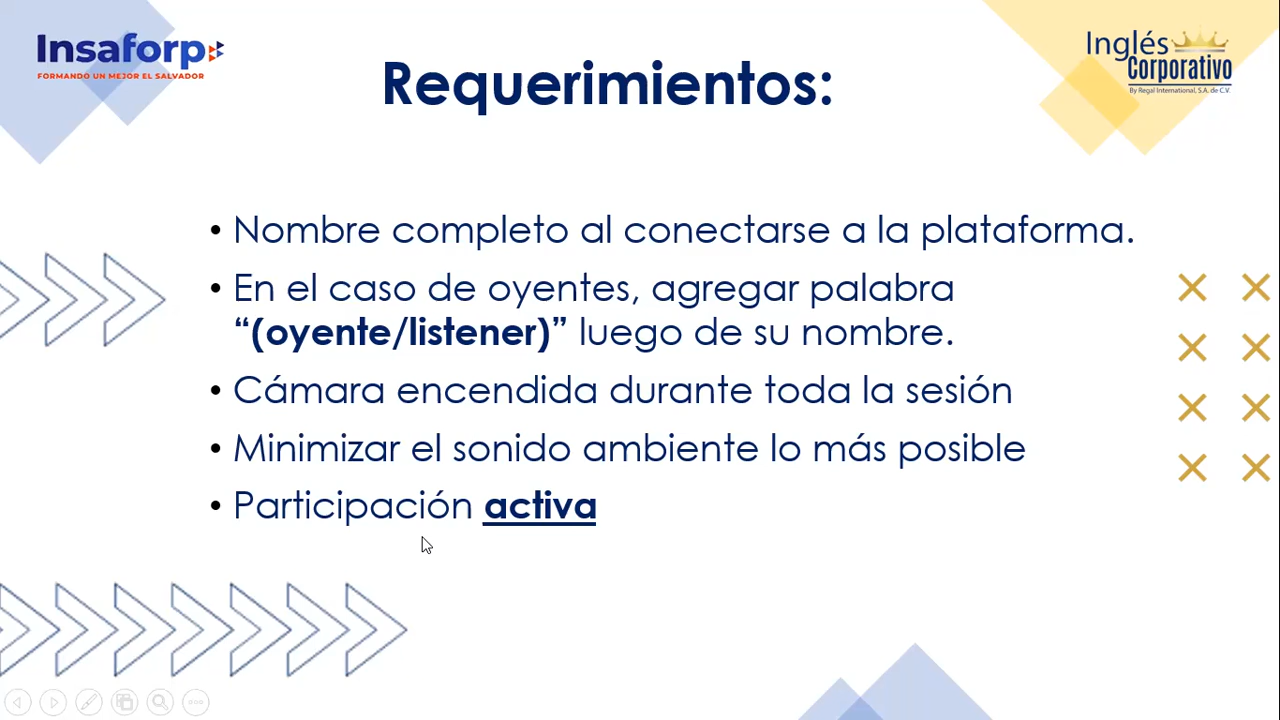 Insaforp
FORMANDO UN MEJOR EL SALVADOR
Inglés
Corporativo
By Regal International, S.A. de C.V.
Requerimientos:
• Nombre completo al conectarse a la plataforma.
• En el caso de oyentes, agregar palabra
“(oyente/listener)” luego de su nombre.
• Cámara encendida durante toda la sesión
• Minimizar el sonido ambiente lo más posible
• Participación activa